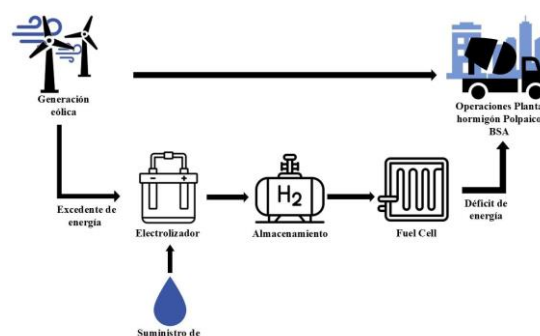 Generación
eólica
Operaciones Planta
hormigón Polpaico
BSA
Excedente de
energía
- +
Electrolizador
H₂
Almacenamiento
Fuel Cell
Déficit de
energía
Suministro de